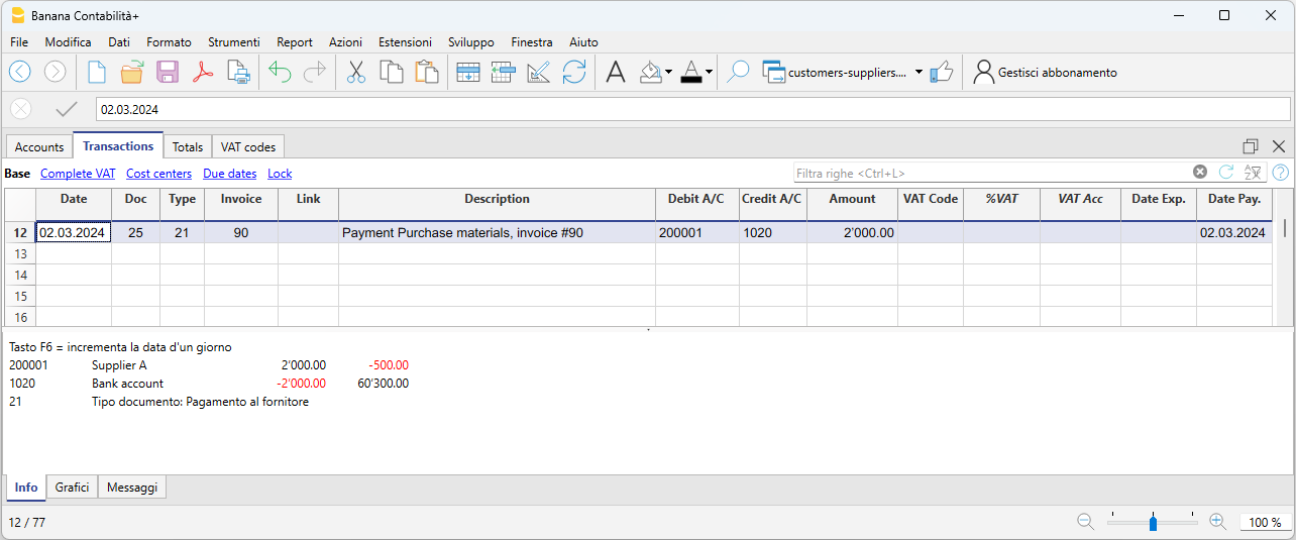 Banana Contabilità+
File Modifica Dati Formato Strumenti Report Azioni Estensioni Sviluppo Finestra Aiuto
customers-suppliers.... Gestisci abbonamento
02.03.2024
Accounts Transactions Totals VAT codes
Base Complete VAT Cost centers Due dates Lock Filtra righe <Ctrl+L>
Date Doc Type Invoice Link Description Debit A/C Credit A/C Amount VAT Code %VAT VAT Acc Date Exp. Date Pay.
12 02.03.2024 25 21 90 Payment Purchase materials, invoice #90 200001 1020 2'000.00 02.03.2024
13
14
15
16
Tasto F6 = incrementa la data d'un giorno
200001 Supplier A 2'000.00 -500.00
1020 Bank account -2'000.00 60'300.00
21 Tipo documento: Pagamento al fornitore
Info Grafici Messaggi
12 / 77 100 %